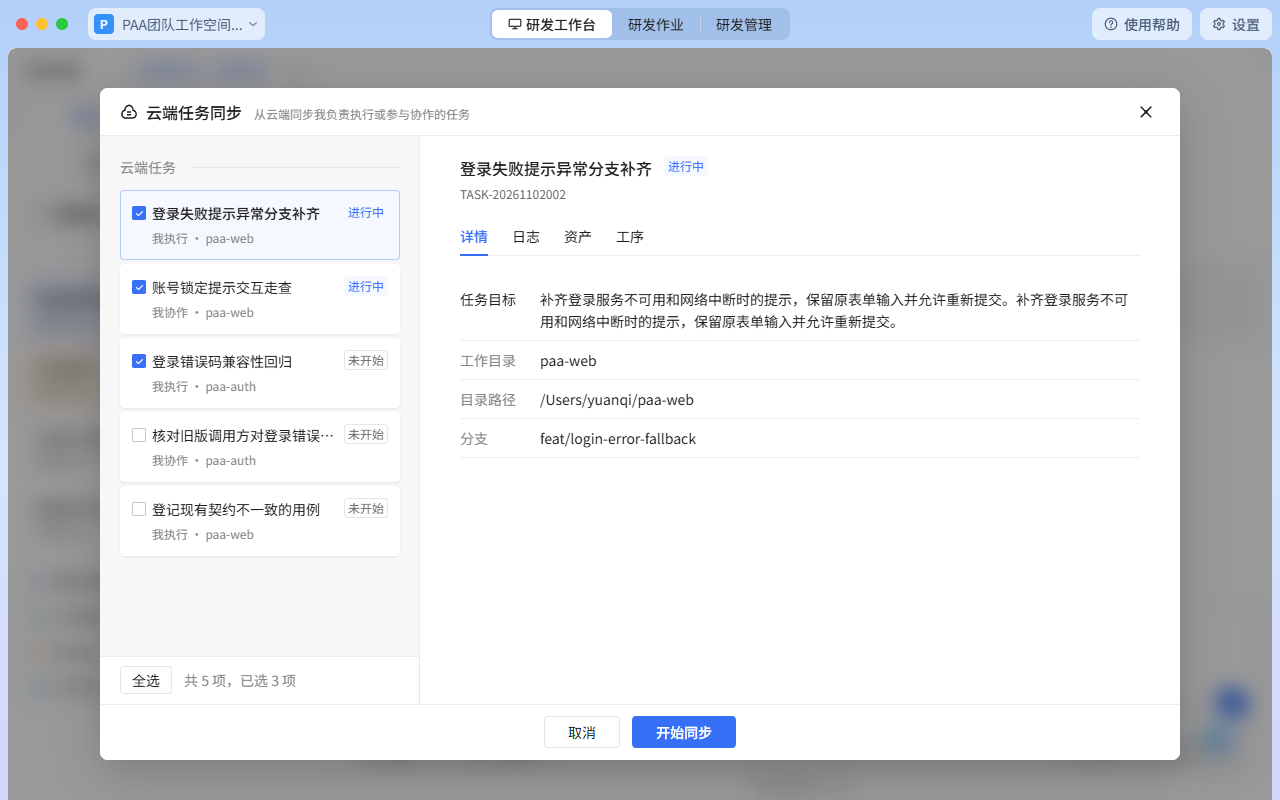 P PAA团队工作空间...
研发工作台 研发作业 研发管理
使用帮助 设置
云端任务同步 从云端同步我负责执行或参与协作的任务
云端任务
登录失败提示异常分支补齐 进行中
我执行 • paa-web
账号锁定提示交互走查 进行中
我协作 • paa-web
登录错误码兼容性回归 未开始
我执行 • paa-auth
核对旧版调用方对登录错误… 未开始
我协作 • paa-auth
登记现有契约不一致的用例 未开始
我执行 • paa-web
全选 共 5 项，已选 3 项
登录失败提示异常分支补齐 进行中
TASK-20261102002
详情 日志 资产 工序
任务目标 补齐登录服务不可用和网络中断时的提示，保留原表单输入并允许重新提交。补齐登录服务不可
用和网络中断时的提示，保留原表单输入并允许重新提交。
工作目录 paa-web
目录路径 /Users/yuanqi/paa-web
分支 feat/login-error-fallback
取消 开始同步